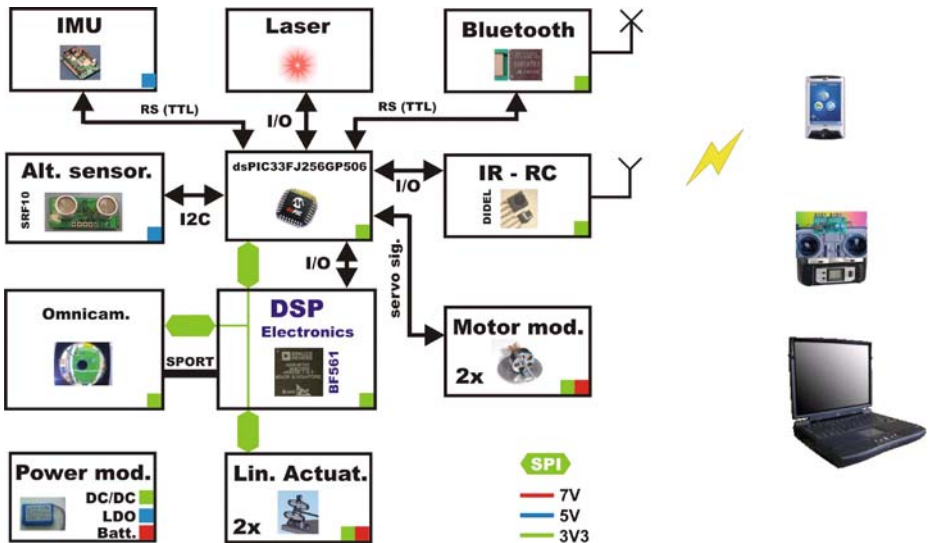 IMU
Laser
Bluetooth
RS (TTL)
I/O
RS (TTL)
Alt. sensor.
SRF10
I2C
dsPIC33FJ256GP506
I/O
IR - RC
DIDEL
I/O
servo sig.
Omnicam.
SPORT
DSP
Electronics
BF561
Motor mod.
2x
Power mod.
DC/DC
LDO
Batt.
Lin. Actuat.
2x
SPI
7V
5V
3V3